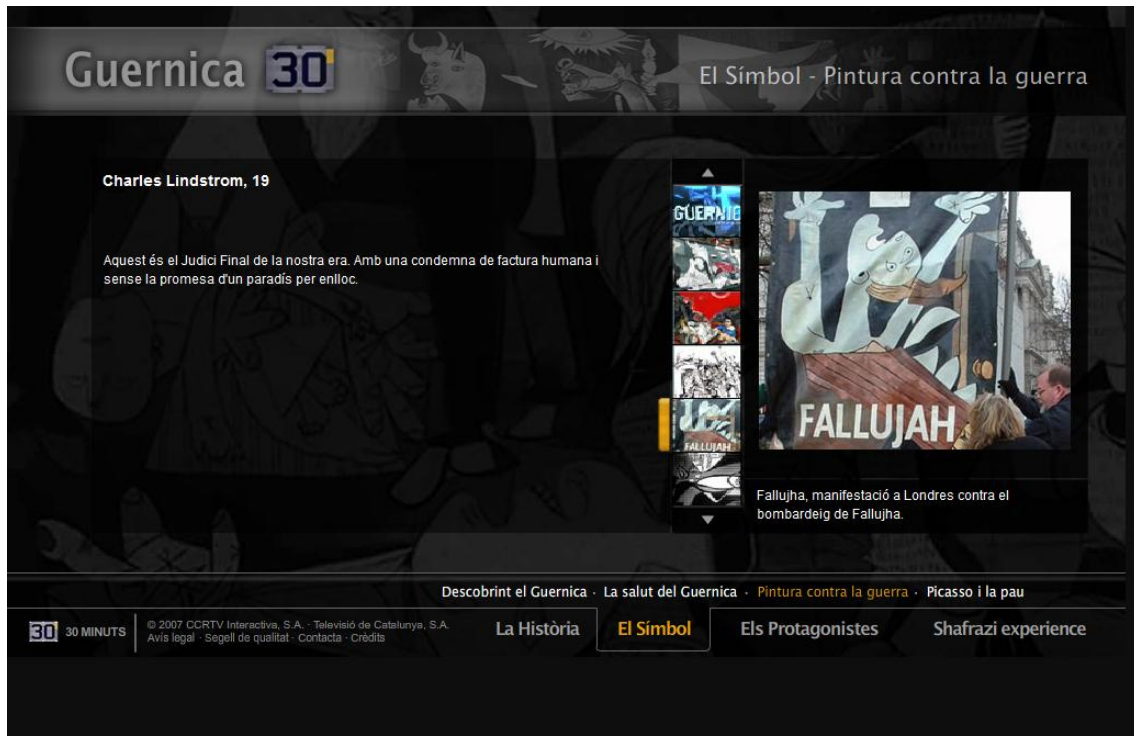 Guernica 30'
El Símbol - Pintura contra la guerra
Charles Lindstrom, 19
Aquest és el Judici Final de la nostra era. Amb una condemna de factura humana i
sense la promesa d'un paradís per enlloc.
GUERNIC
FALLUJAH
FALLUJAH
Fallujha, manifestació a Londres contra el
bombardeig de Fallujha.
Descobrint el Guernica · La salut del Guernica · Pintura contra la guerra · Picasso i la pau
30' 30 MINUTS
© 2007 CCRTV Interactiva, S.A. · Televisió de Catalunya, S.A.
Avís legal · Segell de qualitat · Contacta · Crèdits
La Història El Símbol Els Protagonistes Shafrazi experience